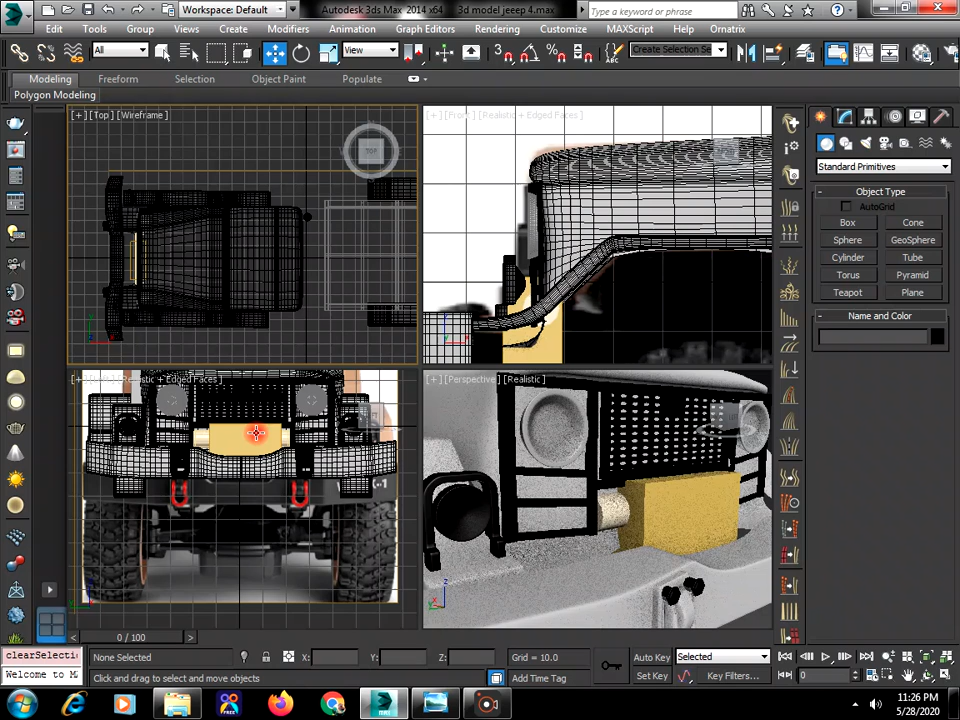 Workspace: Default
Autodesk 3ds Max 2014 x64
3d model jeeep 4.max
Type a keyword or phrase
Edit Tools Group Views Create Modifiers Animation Graph Editors Rendering Customize MAXScript Help Ornatrix
All
View
Create Selection Se
Modeling Freeform Selection Object Paint Populate
Polygon Modeling
[+] [Top] [Wireframe]
TOP
[+] [Front] [Realistic + Edged Faces]
[+] [Left] [Realistic + Edged Faces]
[+] [Perspective] [Realistic]
Standard Primitives
Object Type
AutoGrid
Box Cone
Sphere GeoSphere
Cylinder Tube
Torus Pyramid
Teapot Plane
Name and Color
0 / 100
clearSelectio
Welcome to M
None Selected
X: Y: Z:
Grid = 10.0
Click and drag to select and move objects
Add Time Tag
Auto Key
Selected
Set Key
Key Filters...
0
11:26 PM
5/28/2020